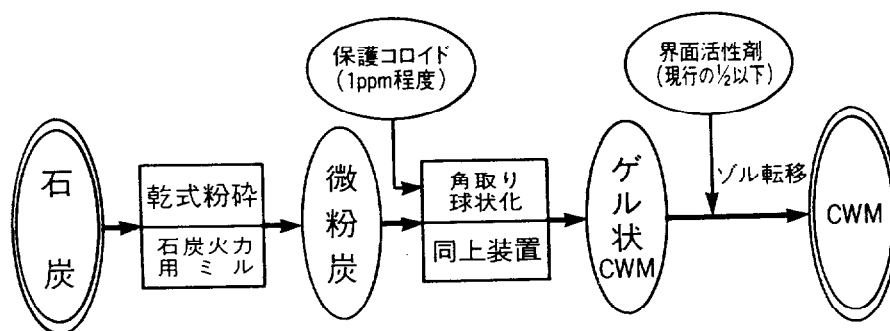 保護コロイド
(1ppm程度)
界面活性剤
(現行の½以下)
石炭
乾式粉砕
石炭火力
用ミル
微粉炭
角取り
球状化
同上装置
ゲル状
CWM
ゾル転移
CWM